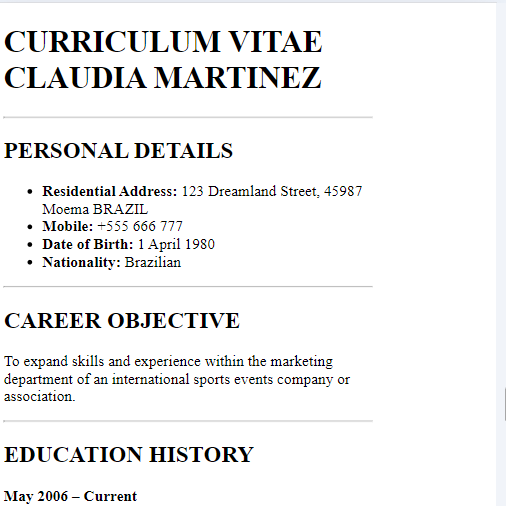 CURRICULUM VITAE
CLAUDIA MARTINEZ
PERSONAL DETAILS
• Residential Address: 123 Dreamland Street, 45987
Moema BRAZIL
• Mobile: +555 666 777
• Date of Birth: 1 April 1980
• Nationality: Brazilian
CAREER OBJECTIVE
To expand skills and experience within the marketing
department of an international sports events company or
association.
EDUCATION HISTORY
May 2006 – Current